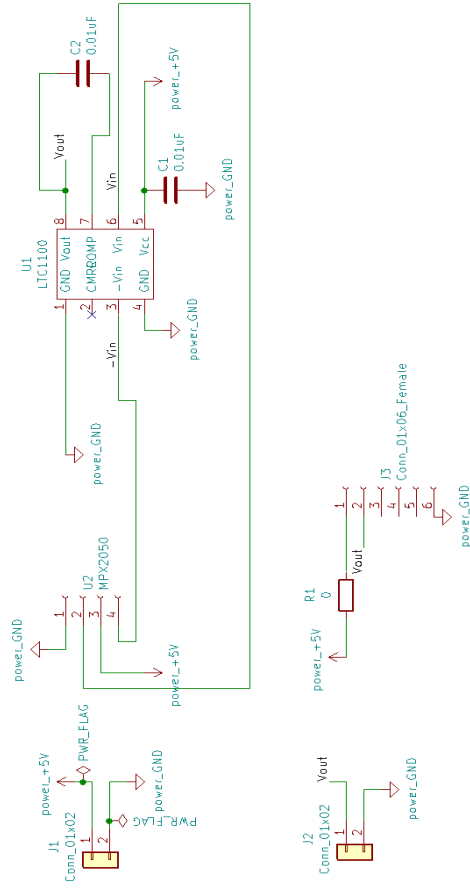 C2
0.01uF
power_+5V
Vout
Vin
C1
0.01uF
power_GND
U1
LTC1100
8
7
6
5
Vout
COMP
Vin
Vcc
GND
CMRR
-Vin
GND
1
2
3
4
power_GND
-Vin
power_GND
U2
MPX2050
1
2
3
4
power_GND
power_+5V
J3
Conn_01x06_Female
1
2
3
4
5
6
power_GND
Vout
R1
0
power_+5V
PWR_FLAG
power_+5V
power_GND
PWR_FLAG
J1
Conn_01x02
1
2
Vout
power_GND
J2
Conn_01x02
1
2